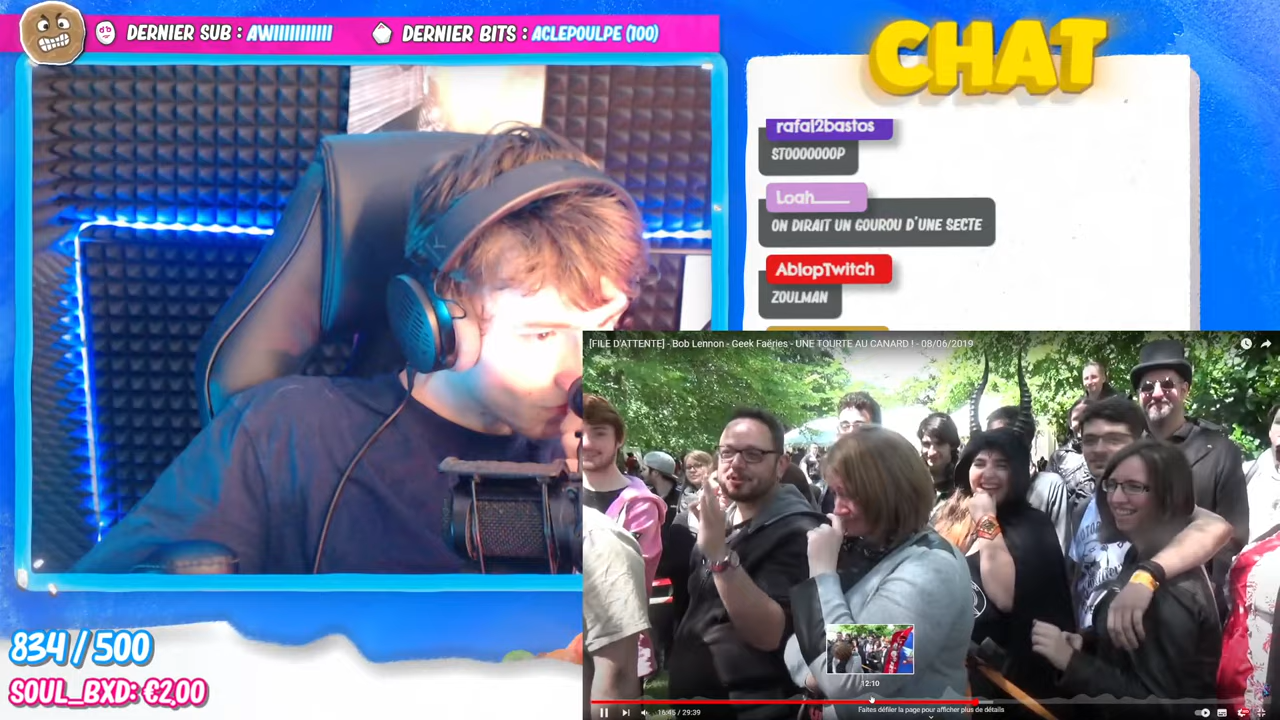 DERNIER SUB : AWIIIIIIIIIII
DERNIER BITS : ACLEPOULPE (100)
CHAT
rafal2bastos
STOOOOOOP
Loah____
ON DIRAIT UN GOUROU D'UNE SECTE
AblopTwitch
ZOULMAN
[FILE D'ATTENTE] - Bob Lennon - Geek Faëries - UNE TOURTE AU CANARD ! - 08/06/2019
834 / 500
SOUL_BXD: €2,00
12:10
16:45 / 29:39
Faites défiler la page pour afficher plus de détails